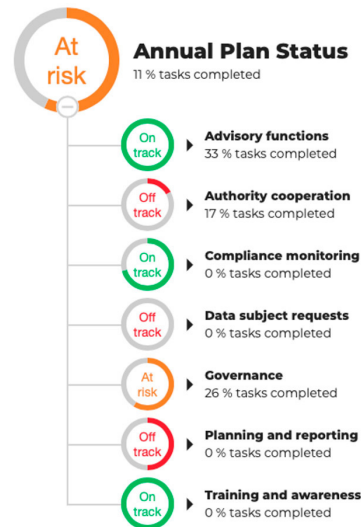 At
risk
Annual Plan Status
11 % tasks completed
On
track
Advisory functions
33 % tasks completed
Off
track
Authority cooperation
17 % tasks completed
On
track
Compliance monitoring
0 % tasks completed
Off
track
Data subject requests
0 % tasks completed
At
risk
Governance
26 % tasks completed
Off
track
Planning and reporting
0 % tasks completed
On
track
Training and awareness
0 % tasks completed